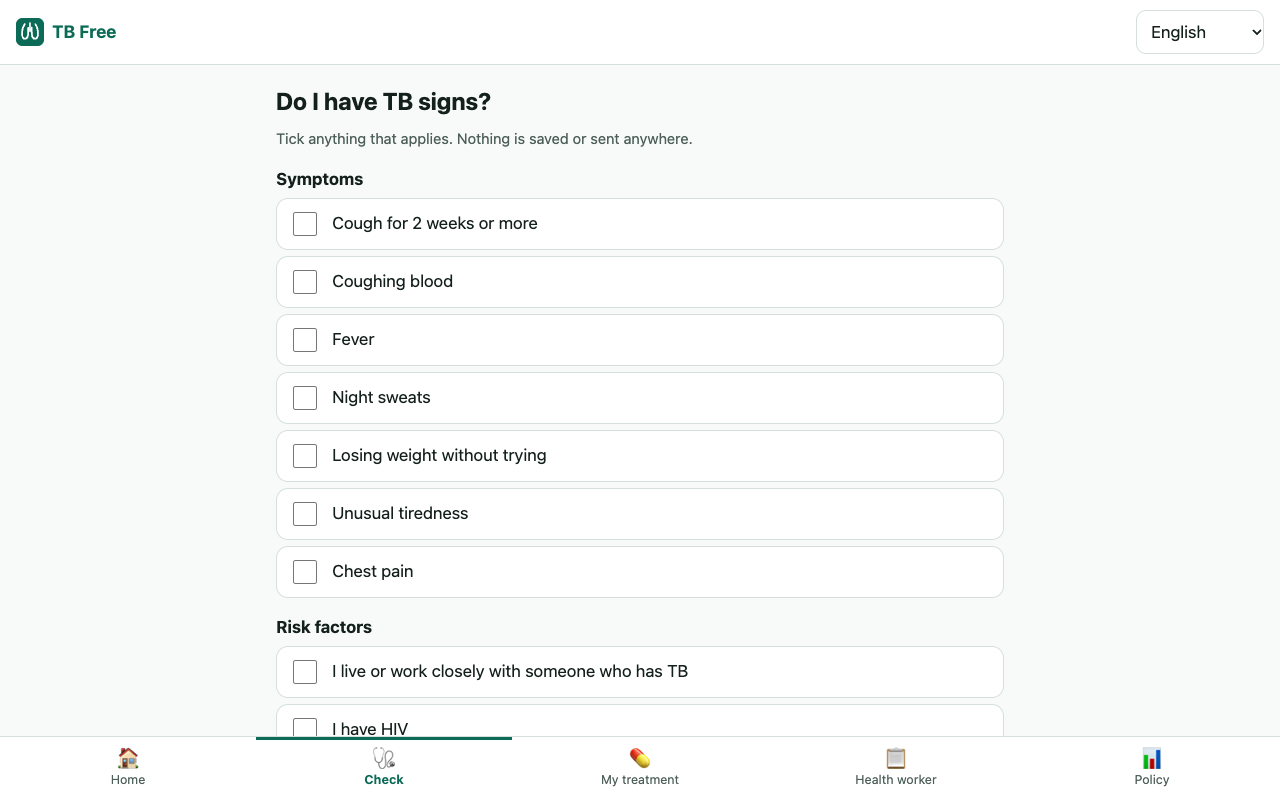 TB Free
English
Do I have TB signs?
Tick anything that applies. Nothing is saved or sent anywhere.
Symptoms
Cough for 2 weeks or more
Coughing blood
Fever
Night sweats
Losing weight without trying
Unusual tiredness
Chest pain
Risk factors
I live or work closely with someone who has TB
I have HIV
Home
Check
My treatment
Health worker
Policy